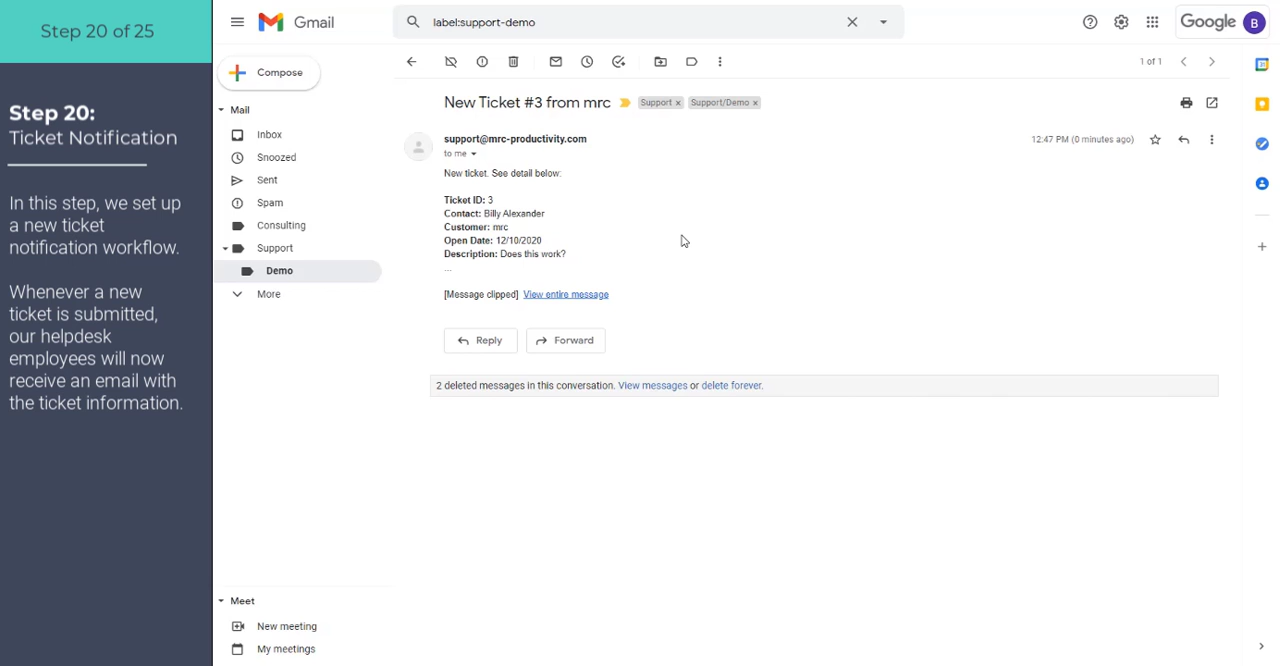 Step 20 of 25
Step 20:
Ticket Notification
In this step, we set up
a new ticket
notification workflow.
Whenever a new
ticket is submitted,
our helpdesk
employees will now
receive an email with
the ticket information.
Gmail
label:support-demo
Google
B
Compose
1 of 1
Mail
Inbox
Snoozed
Sent
Spam
Consulting
Support
Demo
More
Meet
New meeting
My meetings
New Ticket #3 from mrc
Support x
Support/Demo x
support@mrc-productivity.com
12:47 PM (0 minutes ago)
to me
New ticket. See detail below:
Ticket ID: 3
Contact: Billy Alexander
Customer: mrc
Open Date: 12/10/2020
Description: Does this work?
...
[Message clipped] View entire message
Reply
Forward
2 deleted messages in this conversation. View messages or delete forever.